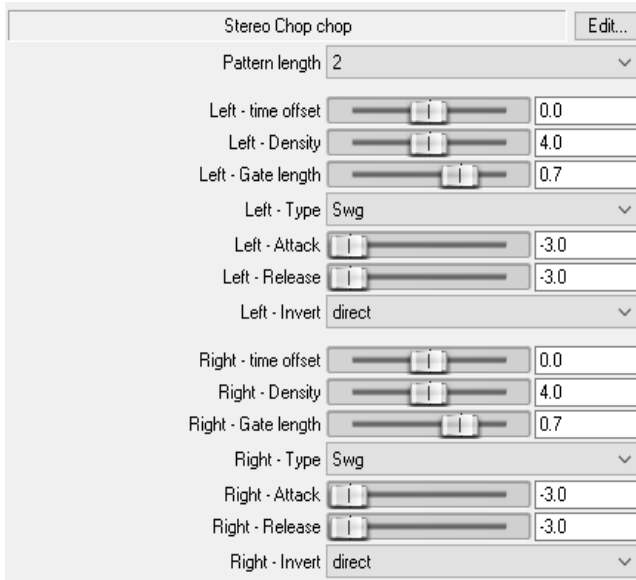 Stereo Chop chop Edit...
Pattern length 2
Left - time offset 0.0
Left - Density 4.0
Left - Gate length 0.7
Left - Type Swg
Left - Attack -3.0
Left - Release -3.0
Left - Invert direct
Right - time offset 0.0
Right - Density 4.0
Right - Gate length 0.7
Right - Type Swg
Right - Attack -3.0
Right - Release -3.0
Right - Invert direct